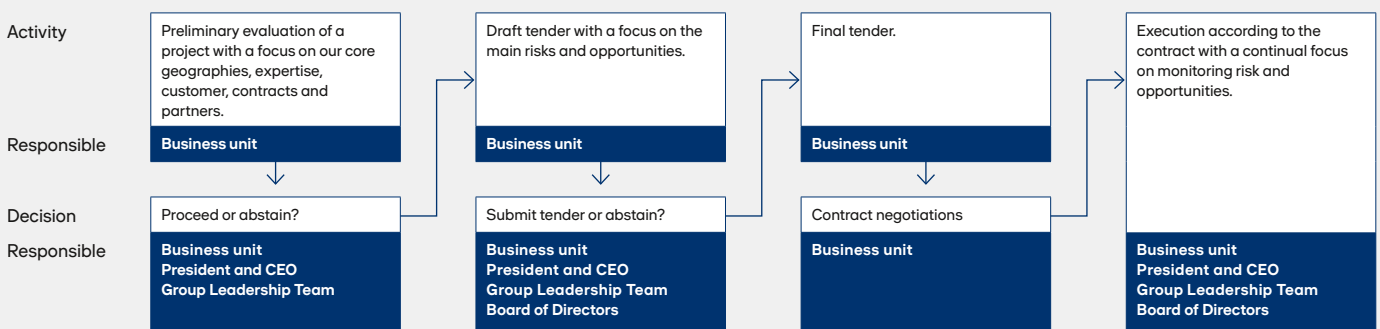 Activity
Preliminary evaluation of a
project with a focus on our core
geographies, expertise,
customer, contracts and
partners.
Draft tender with a focus on the
main risks and opportunities.
Final tender.
Execution according to the
contract with a continual focus
on monitoring risk and
opportunities.
Responsible
Business unit
Business unit
Business unit
Decision
Proceed or abstain?
Submit tender or abstain?
Contract negotiations
Responsible
Business unit
President and CEO
Group Leadership Team
Business unit
President and CEO
Group Leadership Team
Board of Directors
Business unit
Business unit
President and CEO
Group Leadership Team
Board of Directors